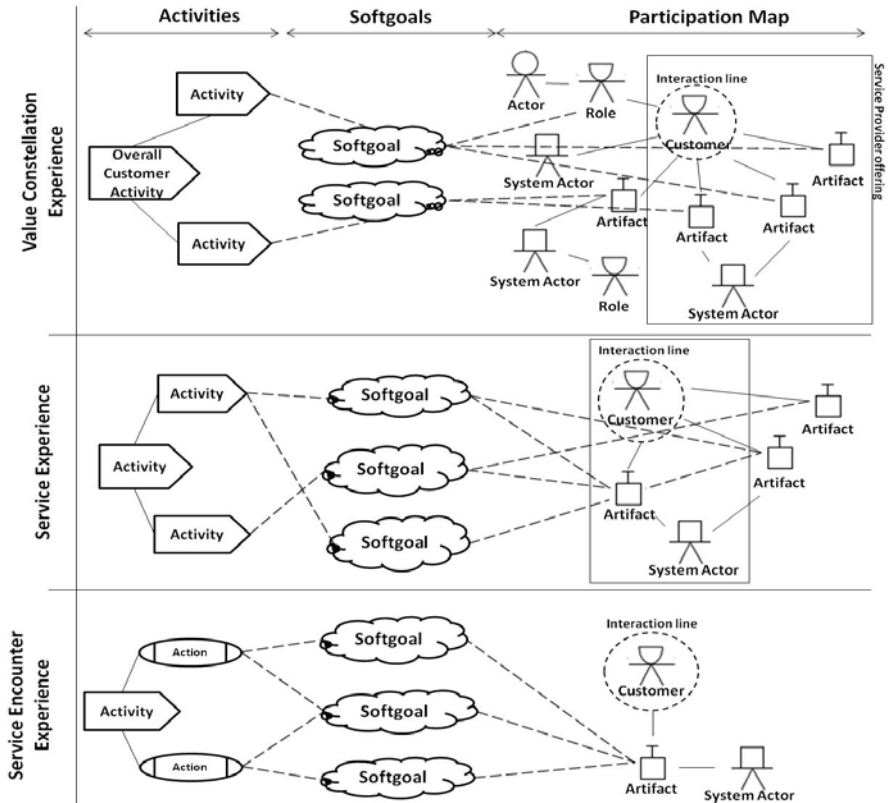 Activities Softgoals Participation Map
Value Constellation
Experience
Service Provider offering
Activity
Overall
Customer
Activity
Activity
Softgoal
Softgoal
Actor
Role
Interaction line
Customer
System Actor
Artifact
Artifact
Artifact
Artifact
System Actor
Role
System Actor
Service Experience
Activity
Activity
Activity
Softgoal
Softgoal
Softgoal
Interaction line
Customer
Artifact
Artifact
Artifact
System Actor
Service Encounter
Experience
Action
Activity
Action
Softgoal
Softgoal
Softgoal
Interaction line
Customer
Artifact
System Actor